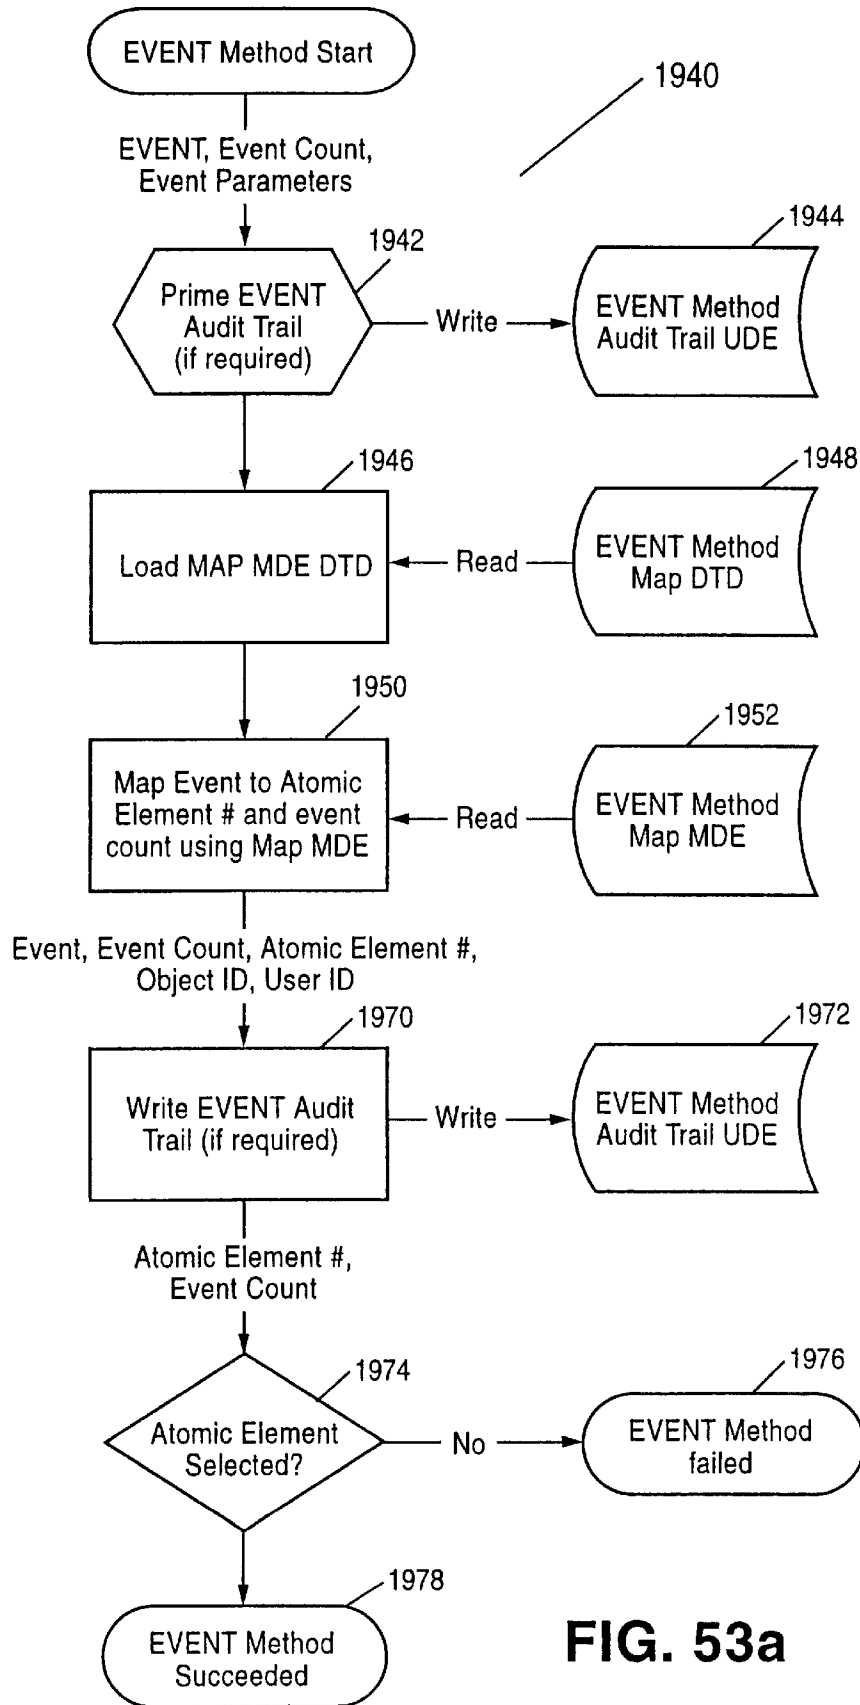 EVENT Method Start
1940
EVENT, Event Count,
Event Parameters
1942
1944
Prime EVENT
Audit Trail
(if required)
Write
EVENT Method
Audit Trail UDE
1946
1948
Load MAP MDE DTD
Read
EVENT Method
Map DTD
1950
1952
Map Event to Atomic
Element # and event
count using Map MDE
Read
EVENT Method
Map MDE
Event, Event Count, Atomic Element #,
Object ID, User ID
1970
1972
Write EVENT Audit
Trail (if required)
Write
EVENT Method
Audit Trail UDE
Atomic Element #,
Event Count
1974
1976
Atomic Element
Selected?
No
EVENT Method
failed
1978
EVENT Method
Succeeded
FIG. 53a